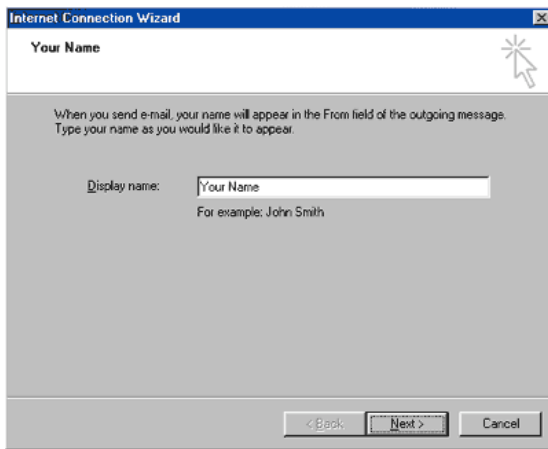 Internet Connection Wizard
Your Name
When you send e-mail, your name will appear in the From field of the outgoing message.
Type your name as you would like it to appear.
Display name:
Your Name
For example: John Smith
< Back
Next >
Cancel